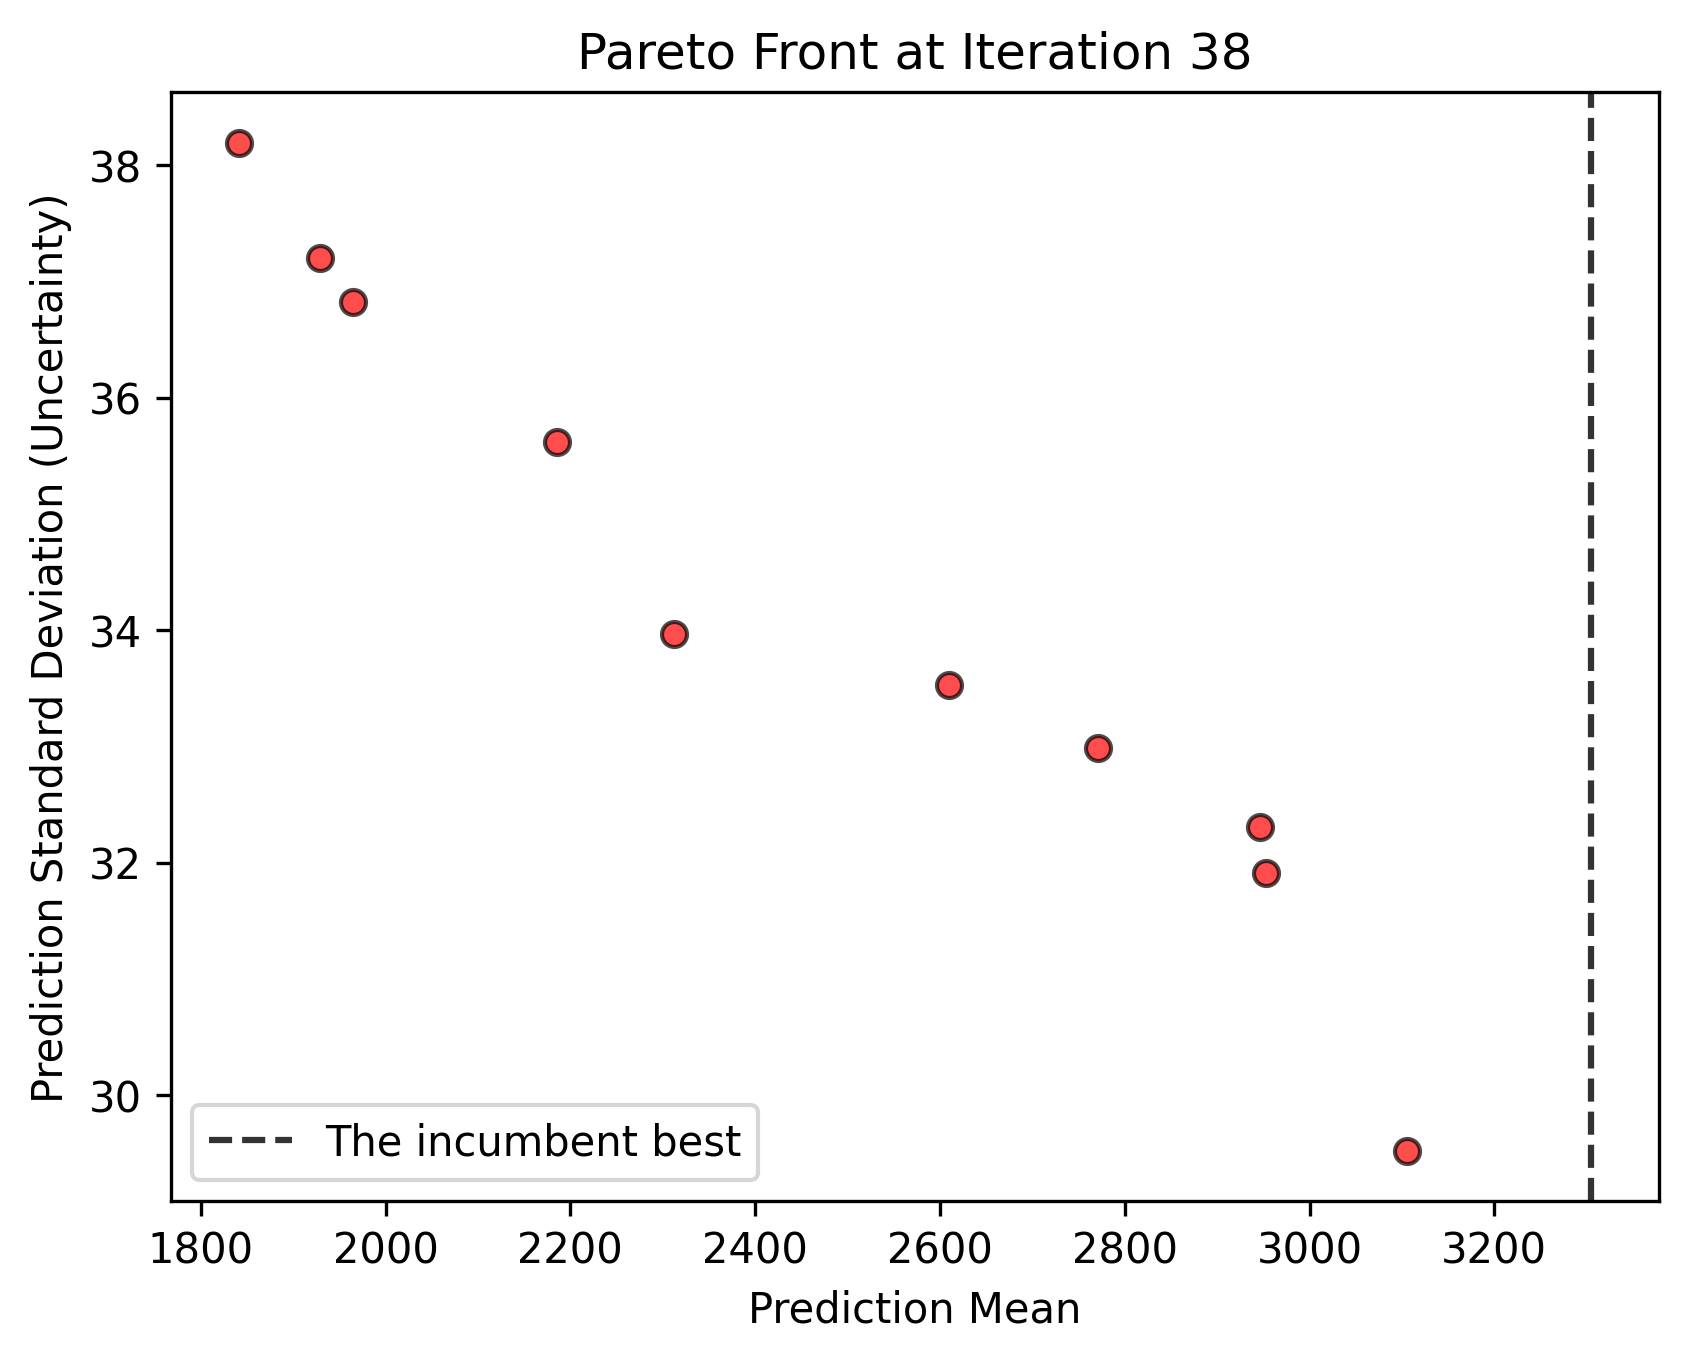 Pareto Front at Iteration 38
Prediction Standard Deviation (Uncertainty)
38
36
34
32
30
The incumbent best
1800 2000 2200 2400 2600 2800 3000 3200
Prediction Mean